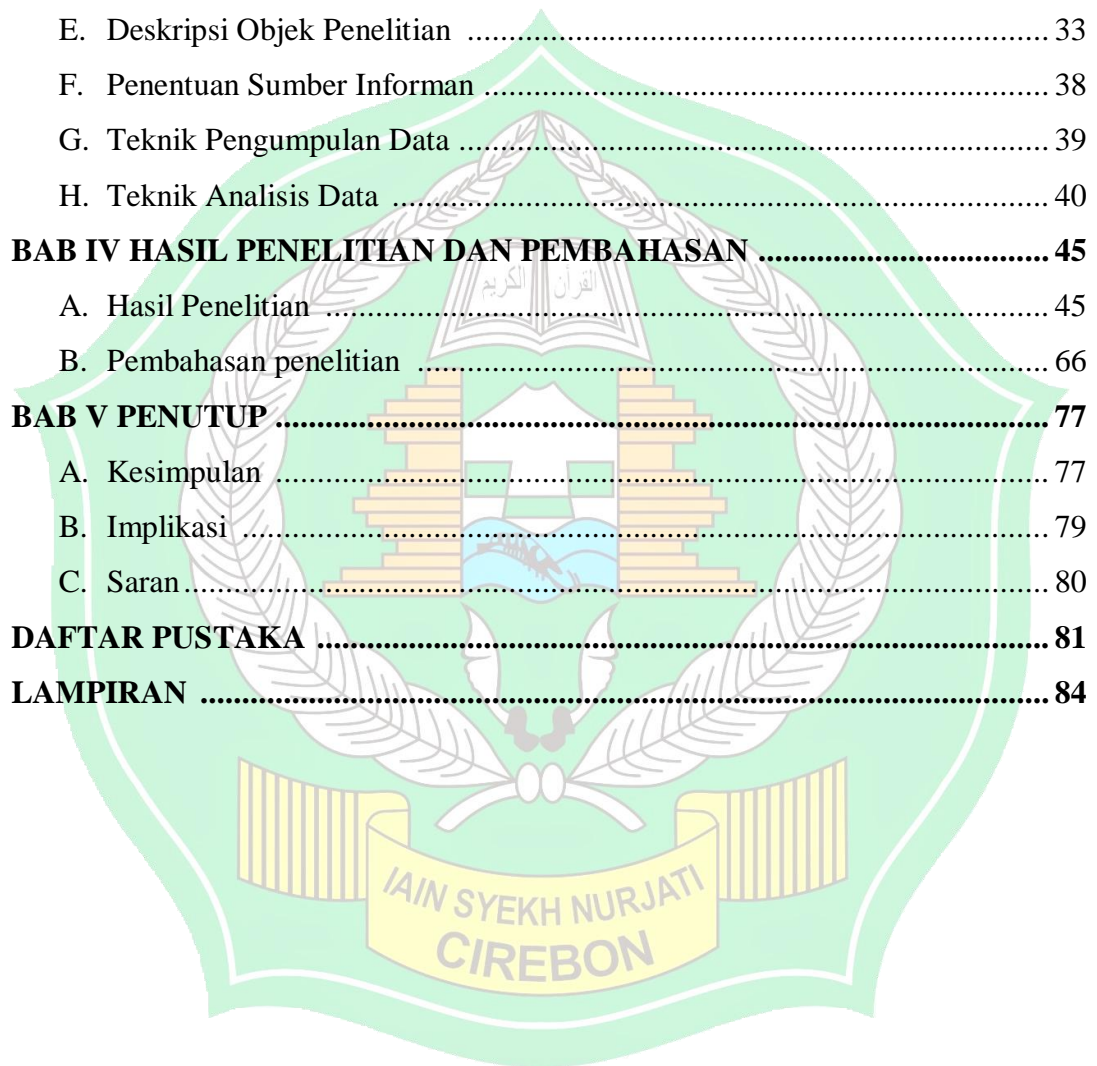 E. Deskripsi Objek Penelitian ........ 33
F. Penentuan Sumber Informan ........ 38
G. Teknik Pengumpulan Data ........ 39
H. Teknik Analisis Data ........ 40
BAB IV HASIL PENELITIAN DAN PEMBAHASAN ........ 45
القرآن الكريم
A. Hasil Penelitian ........ 45
B. Pembahasan penelitian ........ 66
BAB V PENUTUP ........ 77
A. Kesimpulan ........ 77
B. Implikasi ........ 79
C. Saran ........ 80
DAFTAR PUSTAKA ........ 81
LAMPIRAN ........ 84
IAIN SYEKH NURJATI
CIREBON